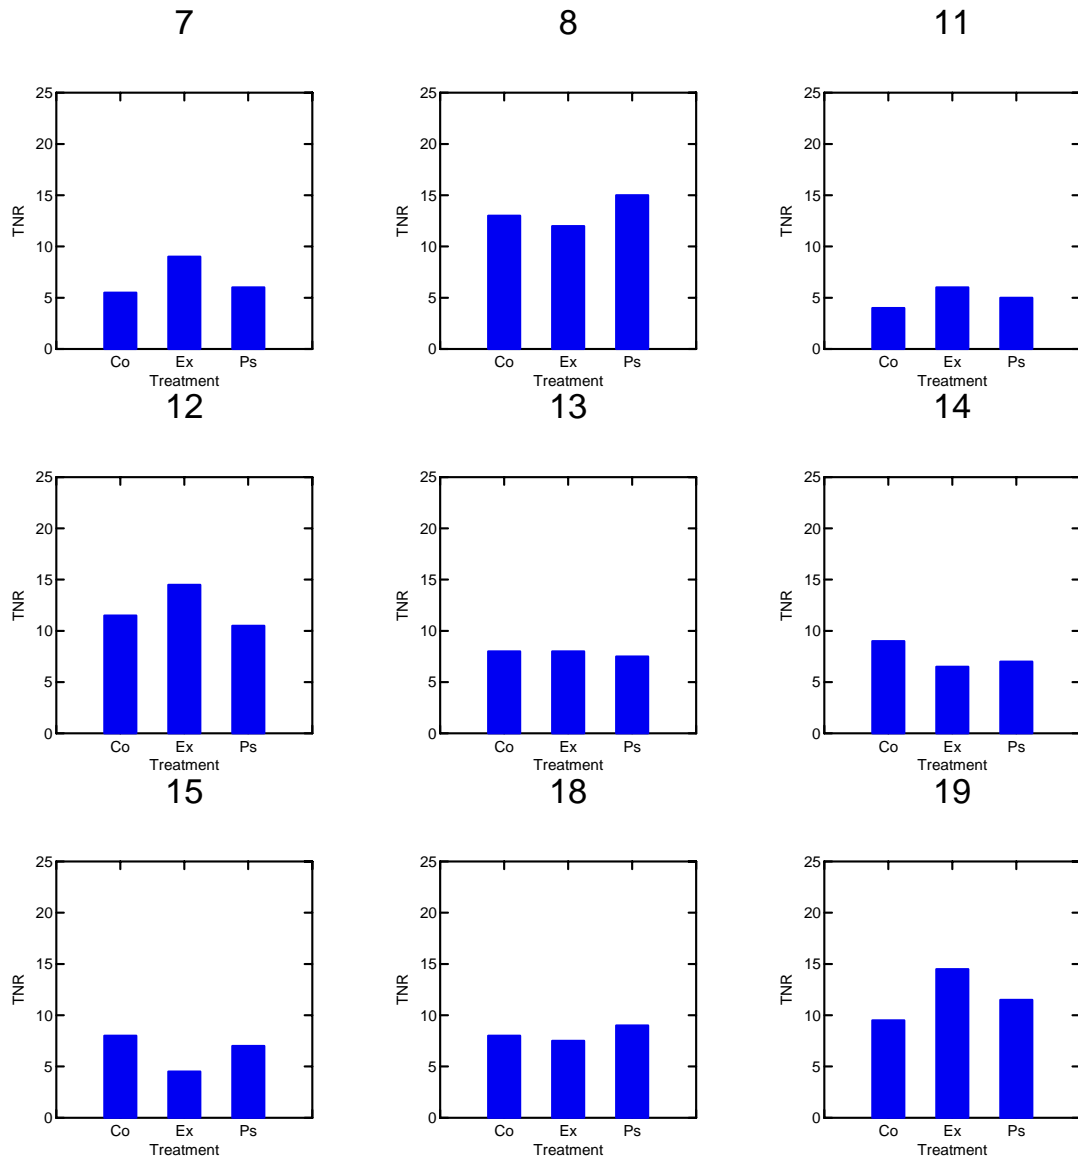 7 8 11
25 25 25
20 20 20
15 15 15
TNR TNR TNR
10 10 10
5 5 5
0 0 0
Co Ex Ps Co Ex Ps Co Ex Ps
Treatment Treatment Treatment
12 13 14
25 25 25
20 20 20
15 15 15
TNR TNR TNR
10 10 10
5 5 5
0 0 0
Co Ex Ps Co Ex Ps Co Ex Ps
Treatment Treatment Treatment
15 18 19
25 25 25
20 20 20
15 15 15
TNR TNR TNR
10 10 10
5 5 5
0 0 0
Co Ex Ps Co Ex Ps Co Ex Ps
Treatment Treatment Treatment